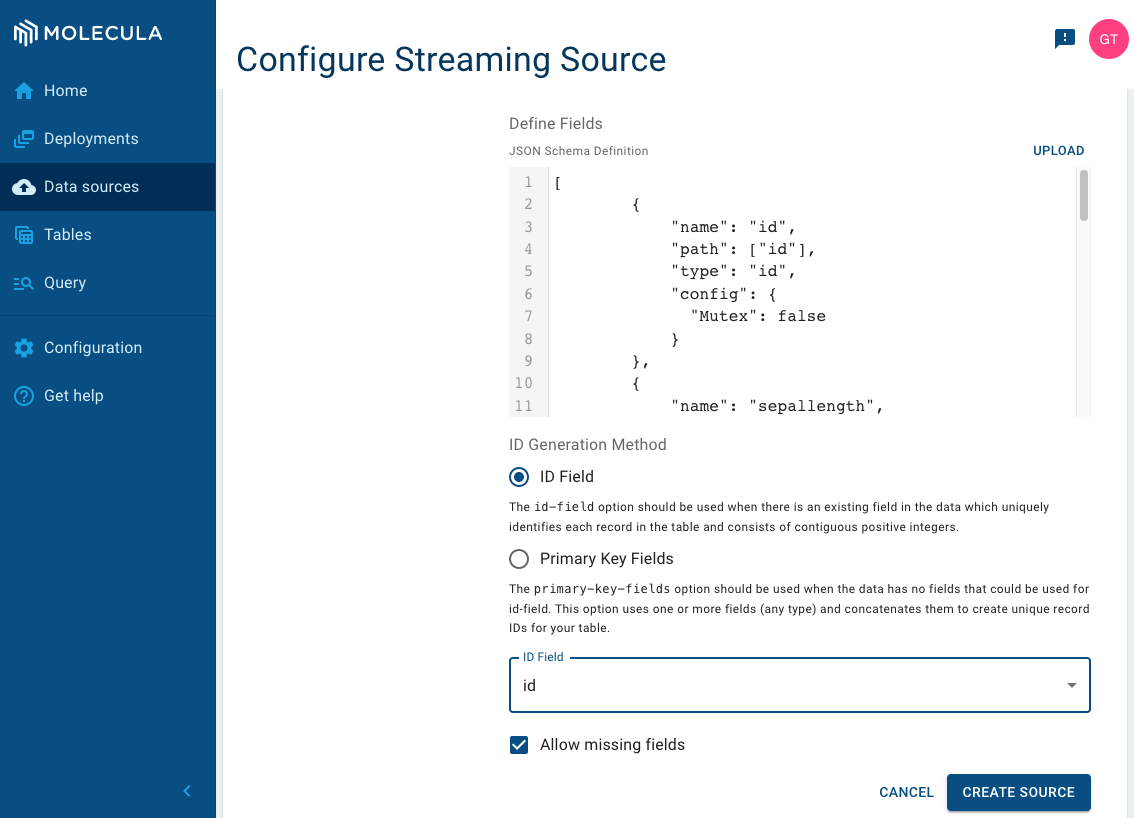 MOLECULA
Home
Deployments
Data sources
Tables
Query
Configuration
Get help
Configure Streaming Source
GT
Define Fields
JSON Schema Definition
UPLOAD
1 [
2 {
3 "name": "id",
4 "path": ["id"],
5 "type": "id",
6 "config": {
7 "Mutex": false
8 }
9 },
10 {
11 "name": "sepallength",
ID Generation Method
ID Field
The id-field option should be used when there is an existing field in the data which uniquely
identifies each record in the table and consists of contiguous positive integers.
Primary Key Fields
The primary-key-fields option should be used when the data has no fields that could be used for
id-field. This option uses one or more fields (any type) and concatenates them to create unique record
IDs for your table.
ID Field
id
Allow missing fields
CANCEL
CREATE SOURCE